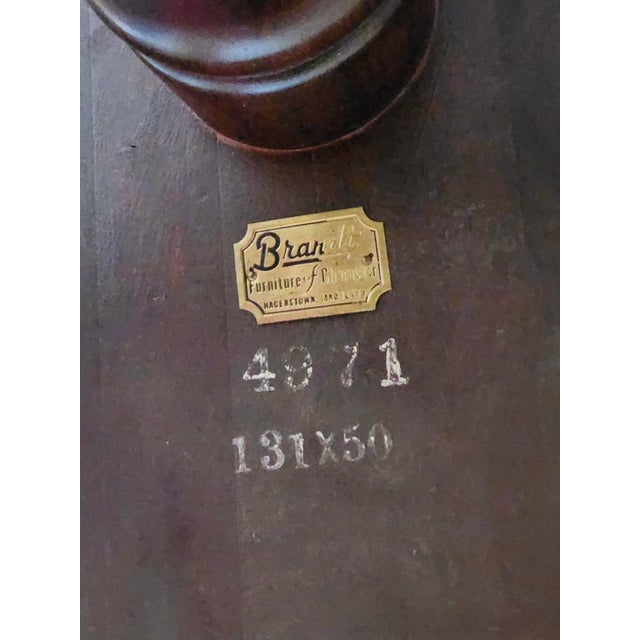 Brandt
Furniture of Character
HAGERSTOWN, MARYLAND
4971
131X50